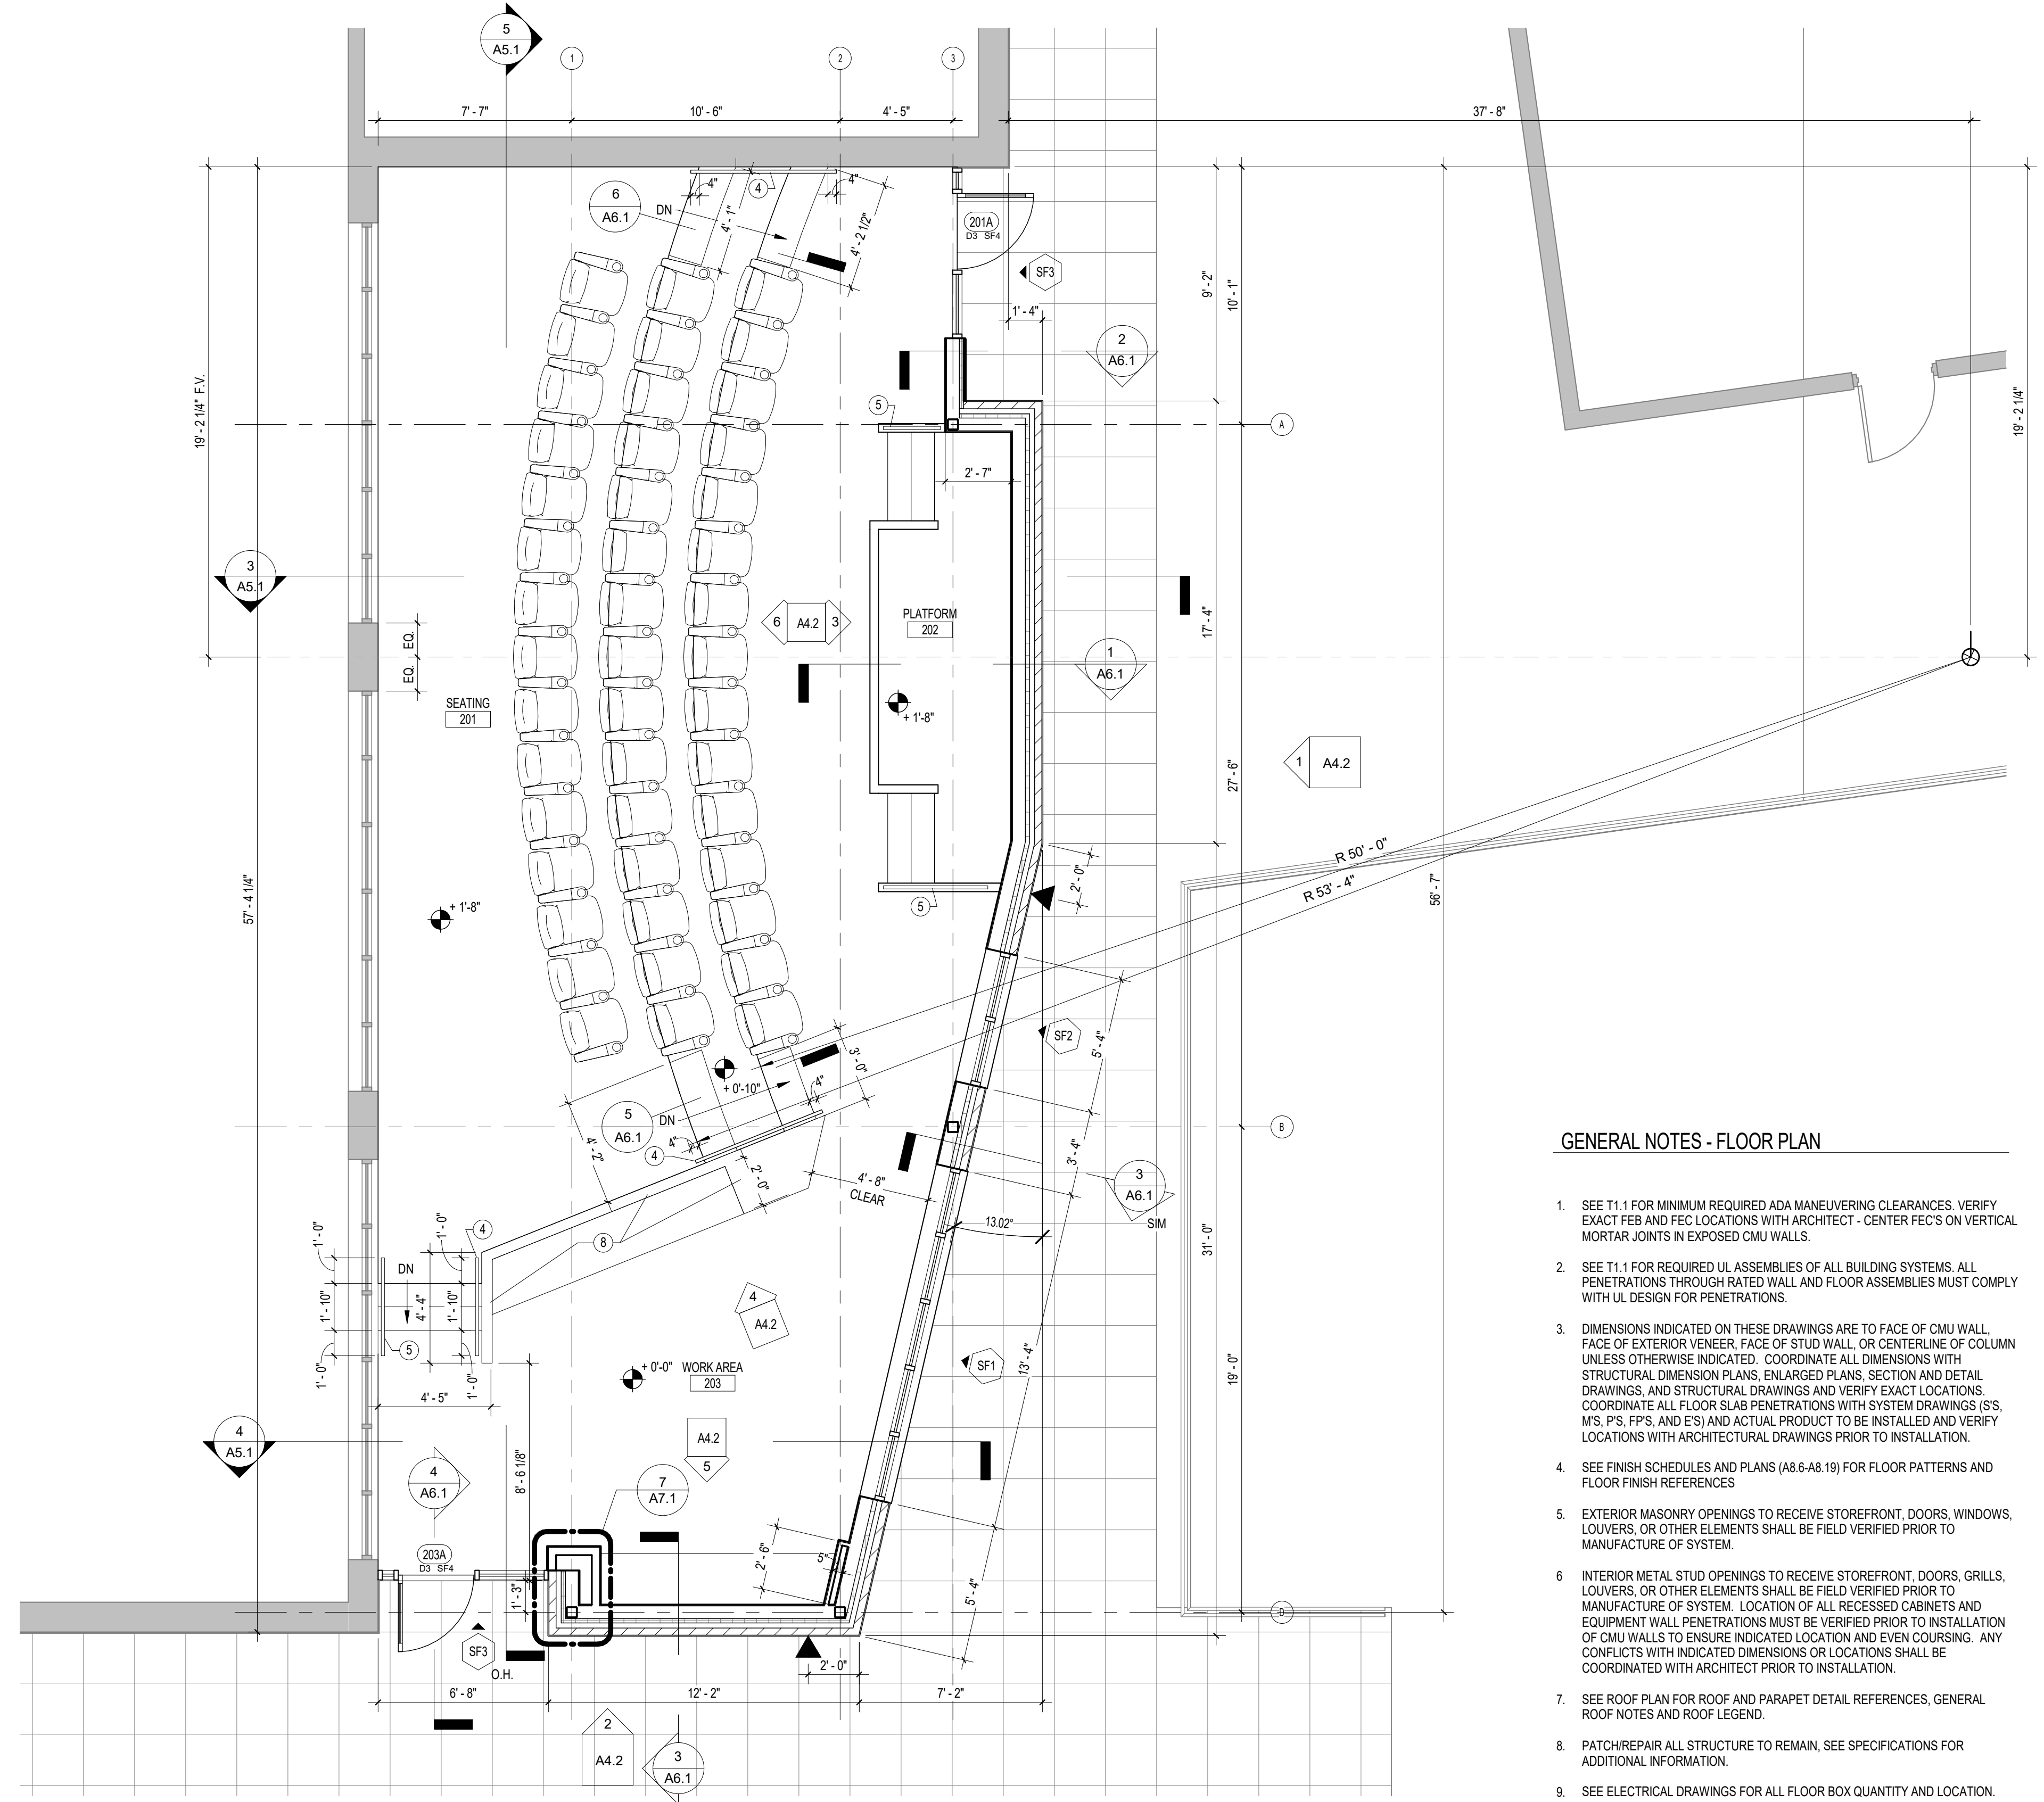 5
A5.1
1
2
3
7' - 7"
10' - 6"
4' - 5"
37' - 8"
6
A6.1
DN
4"
4
4"
4' - 1"
4' - 2 1/2"
201A
D3 SF4
SF3
1' - 4"
9' - 2"
10' - 1"
2
A6.1
19' - 2 1/4" F.V.
19' - 2 1/4"
5
A
2' - 7"
3
A5.1
6
A4.2
3
PLATFORM
202
17' - 4"
EQ.
EQ.
1
A6.1
SEATING
201
+ 1'-8"
1
A4.2
27' - 6"
R 50' - 0"
R 53' - 4"
56' - 7"
57' - 4 1/4"
+ 1'-8"
5
2' - 0"
SF2
5' - 4"
3' - 0"
+ 0'-10"
4"
5
A6.1
DN
4"
4
4' - 2"
2' - 0"
B
3' - 4"
4' - 8"
CLEAR
3
A6.1
SIM
13.02°
1' - 0"
1' - 0"
4
8
DN
1' - 10"
4' - 4"
1' - 10"
5
1' - 0"
1' - 0"
4
A4.2
31' - 0"
SF1
13' - 4"
+ 0'-0"
WORK AREA
203
4' - 5"
19' - 0"
4
A5.1
A4.2
5
8' - 6 1/8"
4
A6.1
7
A7.1
203A
D3 SF4
2' - 6"
5"
1' - 3"
5' - 4"
D
SF3
O.H.
2' - 0"
6' - 8"
12' - 2"
7' - 2"
2
A4.2
3
A6.1
GENERAL NOTES - FLOOR PLAN
1. SEE T1.1 FOR MINIMUM REQUIRED ADA MANEUVERING CLEARANCES. VERIFY
EXACT FEB AND FEC LOCATIONS WITH ARCHITECT - CENTER FEC'S ON VERTICAL
MORTAR JOINTS IN EXPOSED CMU WALLS.
2. SEE T1.1 FOR REQUIRED UL ASSEMBLIES OF ALL BUILDING SYSTEMS. ALL
PENETRATIONS THROUGH RATED WALL AND FLOOR ASSEMBLIES MUST COMPLY
WITH UL DESIGN FOR PENETRATIONS.
3. DIMENSIONS INDICATED ON THESE DRAWINGS ARE TO FACE OF CMU WALL,
FACE OF EXTERIOR VENEER, FACE OF STUD WALL, OR CENTERLINE OF COLUMN
UNLESS OTHERWISE INDICATED. COORDINATE ALL DIMENSIONS WITH
STRUCTURAL DIMENSION PLANS, ENLARGED PLANS, SECTION AND DETAIL
DRAWINGS, AND STRUCTURAL DRAWINGS AND VERIFY EXACT LOCATIONS.
COORDINATE ALL FLOOR SLAB PENETRATIONS WITH SYSTEM DRAWINGS (S'S,
M'S, P'S, FP'S, AND E'S) AND ACTUAL PRODUCT TO BE INSTALLED AND VERIFY
LOCATIONS WITH ARCHITECTURAL DRAWINGS PRIOR TO INSTALLATION.
4. SEE FINISH SCHEDULES AND PLANS (A8.6-A8.19) FOR FLOOR PATTERNS AND
FLOOR FINISH REFERENCES
5. EXTERIOR MASONRY OPENINGS TO RECEIVE STOREFRONT, DOORS, WINDOWS,
LOUVERS, OR OTHER ELEMENTS SHALL BE FIELD VERIFIED PRIOR TO
MANUFACTURE OF SYSTEM.
6 INTERIOR METAL STUD OPENINGS TO RECEIVE STOREFRONT, DOORS, GRILLS,
LOUVERS, OR OTHER ELEMENTS SHALL BE FIELD VERIFIED PRIOR TO
MANUFACTURE OF SYSTEM. LOCATION OF ALL RECESSED CABINETS AND
EQUIPMENT WALL PENETRATIONS MUST BE VERIFIED PRIOR TO INSTALLATION
OF CMU WALLS TO ENSURE INDICATED LOCATION AND EVEN COURSING. ANY
CONFLICTS WITH INDICATED DIMENSIONS OR LOCATIONS SHALL BE
COORDINATED WITH ARCHITECT PRIOR TO INSTALLATION.
7. SEE ROOF PLAN FOR ROOF AND PARAPET DETAIL REFERENCES, GENERAL
ROOF NOTES AND ROOF LEGEND.
8. PATCH/REPAIR ALL STRUCTURE TO REMAIN, SEE SPECIFICATIONS FOR
ADDITIONAL INFORMATION.
9. SEE ELECTRICAL DRAWINGS FOR ALL FLOOR BOX QUANTITY AND LOCATION.